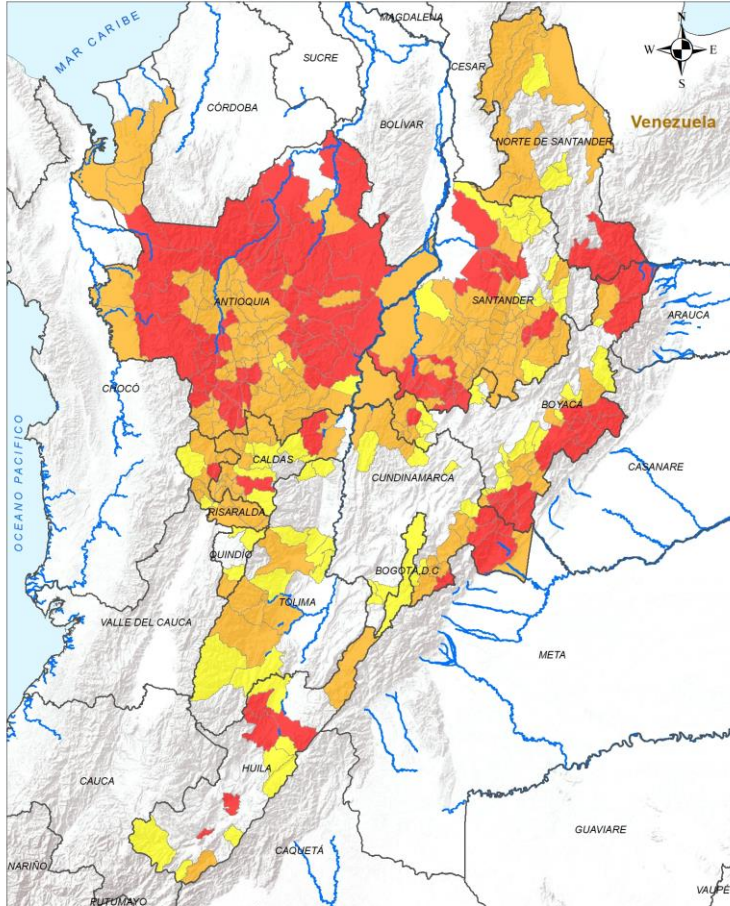 MAGDALENA
N
MAR CARIBE
W
E
SUCRE
CESAR
S
CÓRDOBA
BOLÍVAR
Venezuela
NORTE DE SANTANDER
ANTIOQUIA
SANTANDER
ARAUCA
CHOCÓ
BOYACÁ
CALDAS
CASANARE
CUNDINAMARCA
OCEANO PACIFICO
RISARALDA
QUINDÍO
BOGOTÁ, D.C
TOLIMA
VALLE DEL CAUCA
META
HUILA
CAUCA
GUAVIARE
CAQUETÁ
NARIÑO
PUTUMAYO
VAUPÉ